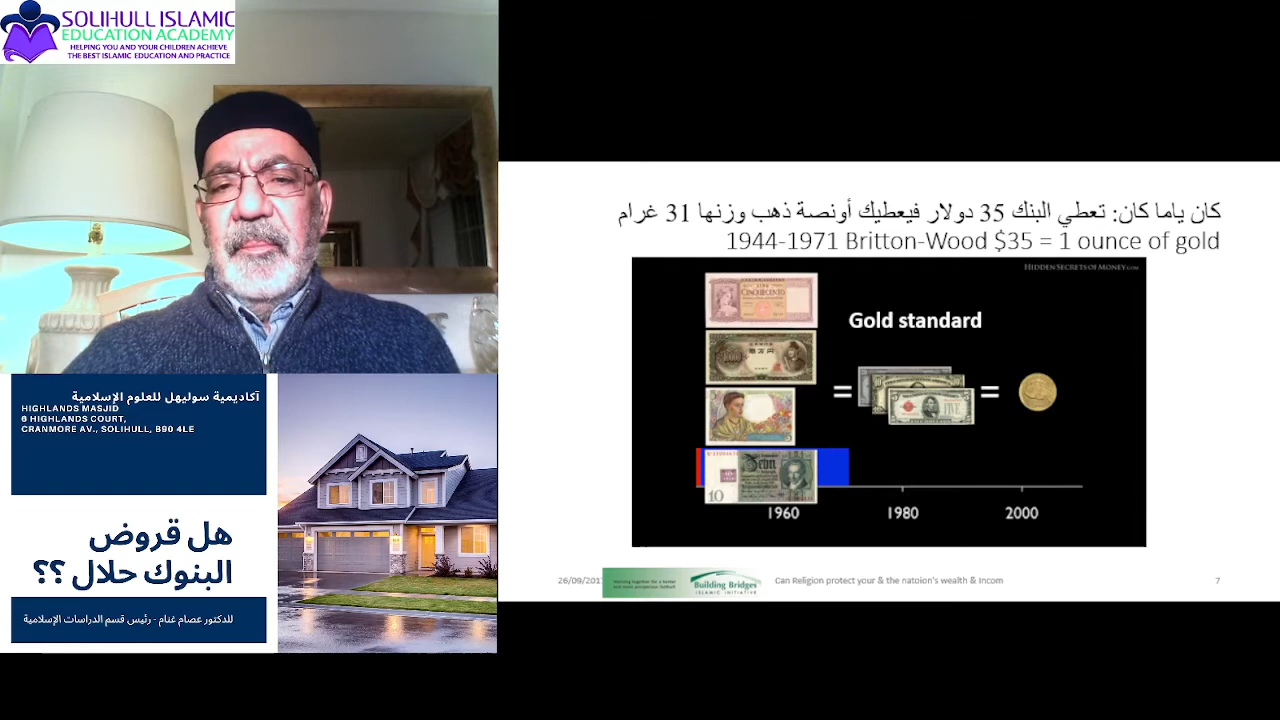 SOLIHULL ISLAMIC
EDUCATION ACADEMY
HELPING YOU AND YOUR CHILDREN ACHIEVE
THE BEST ISLAMIC EDUCATION AND PRACTICE
آكاديمية سوليهل للعلوم الإسلامية
HIGHLANDS MASJID
6 HIGHLANDS COURT,
CRANMORE AV., SOLIHULL, B90 4LE
هل قروض
البنوك حلال ؟؟
للدكتور عصام غنام - رئيس قسم الدراسات الإسلامية
كان ياما كان: تعطي البنك 35 دولار فيعطيك أونصة ذهب وزنها 31 غرام
1944-1971 Britton-Wood $35 = 1 ounce of gold
HIDDENSECRETSOFMONEY.COM
Gold standard
= =
CINQUECENTO
Zehn
10
1960 1980 2000
26/09/201
Building Bridges
ISLAMIC INITIATIVE
Can Religion protect your & the natoion's wealth & Incom
7